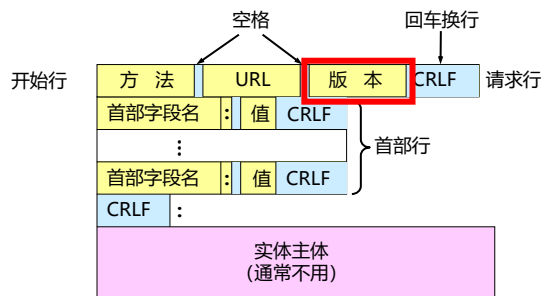 空格 回车换行
开始行 方 法 URL 版 本 CRLF 请求行
首部字段名 : 值 CRLF
⋮ 首部行
首部字段名 : 值 CRLF
CRLF :
实体主体
(通常不用)